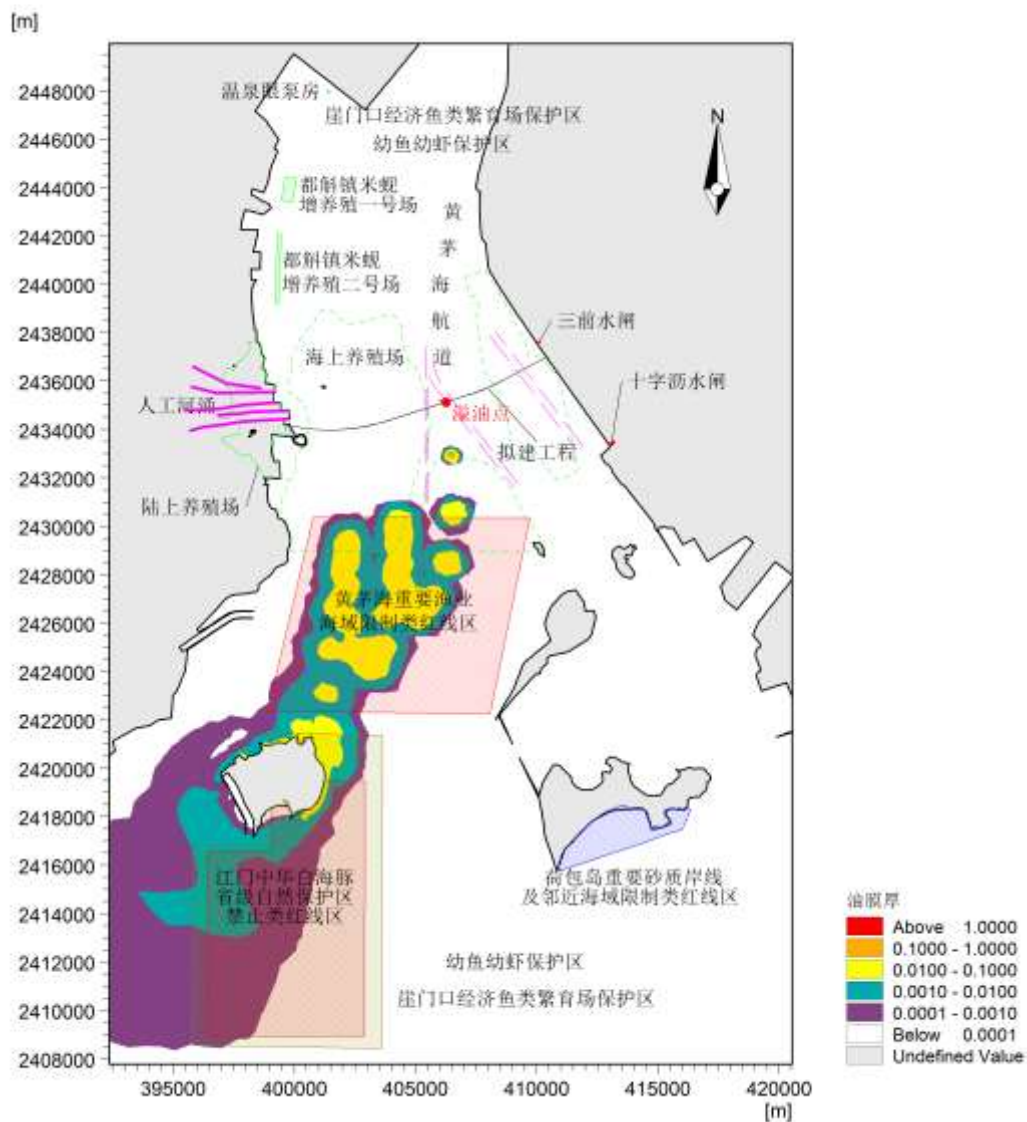 [m]
2448000
2446000
2444000
2442000
2440000
2438000
2436000
2434000
2432000
2430000
2428000
2426000
2424000
2422000
2420000
2418000
2416000
2414000
2412000
2410000
2408000
395000
400000
405000
410000
415000
420000
[m]
N
温泉眼泵房
崖门口经济鱼类繁育场保护区
幼鱼幼虾保护区
都斛镇米蚬
增养殖一号场
都斛镇米蚬
增养殖二号场
黄
茅
海
航
道
海上养殖场
三前水闸
十字沥水闸
人工河涌
溢油点
拟建工程
陆上养殖场
黄茅海重要渔业
海域限制类红线区
江门中华白海豚
省级自然保护区
禁止类红线区
荷包岛重要砂质岸线
及邻近海域限制类红线区
幼鱼幼虾保护区
崖门口经济鱼类繁育场保护区
油膜厚
Above 1.0000
0.1000 - 1.0000
0.0100 - 0.1000
0.0010 - 0.0100
0.0001 - 0.0010
Below 0.0001
Undefined Value